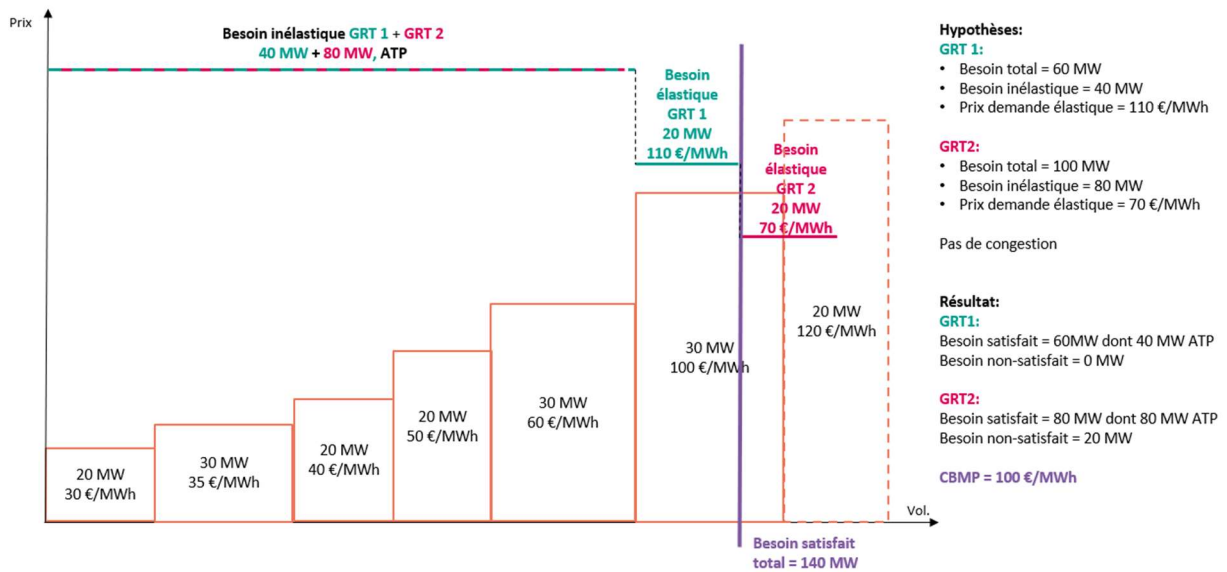 Prix
Besoin inélastique GRT 1 + GRT 2
40 MW + 80 MW, ATP
Besoin
élastique
GRT 1
20 MW
110 €/MWh
Besoin
élastique
GRT 2
20 MW
70 €/MWh
20 MW
30 €/MWh
30 MW
35 €/MWh
20 MW
40 €/MWh
20 MW
50 €/MWh
30 MW
60 €/MWh
30 MW
100 €/MWh
20 MW
120 €/MWh
Vol.
Besoin satisfait
total = 140 MW
Hypothèses:
GRT 1:
• Besoin total = 60 MW
• Besoin inélastique = 40 MW
• Prix demande élastique = 110 €/MWh
GRT2:
• Besoin total = 100 MW
• Besoin inélastique = 80 MW
• Prix demande élastique = 70 €/MWh
Pas de congestion
Résultat:
GRT1:
Besoin satisfait = 60MW dont 40 MW ATP
Besoin non-satisfait = 0 MW
GRT2:
Besoin satisfait = 80 MW dont 80 MW ATP
Besoin non-satisfait = 20 MW
CBMP = 100 €/MWh